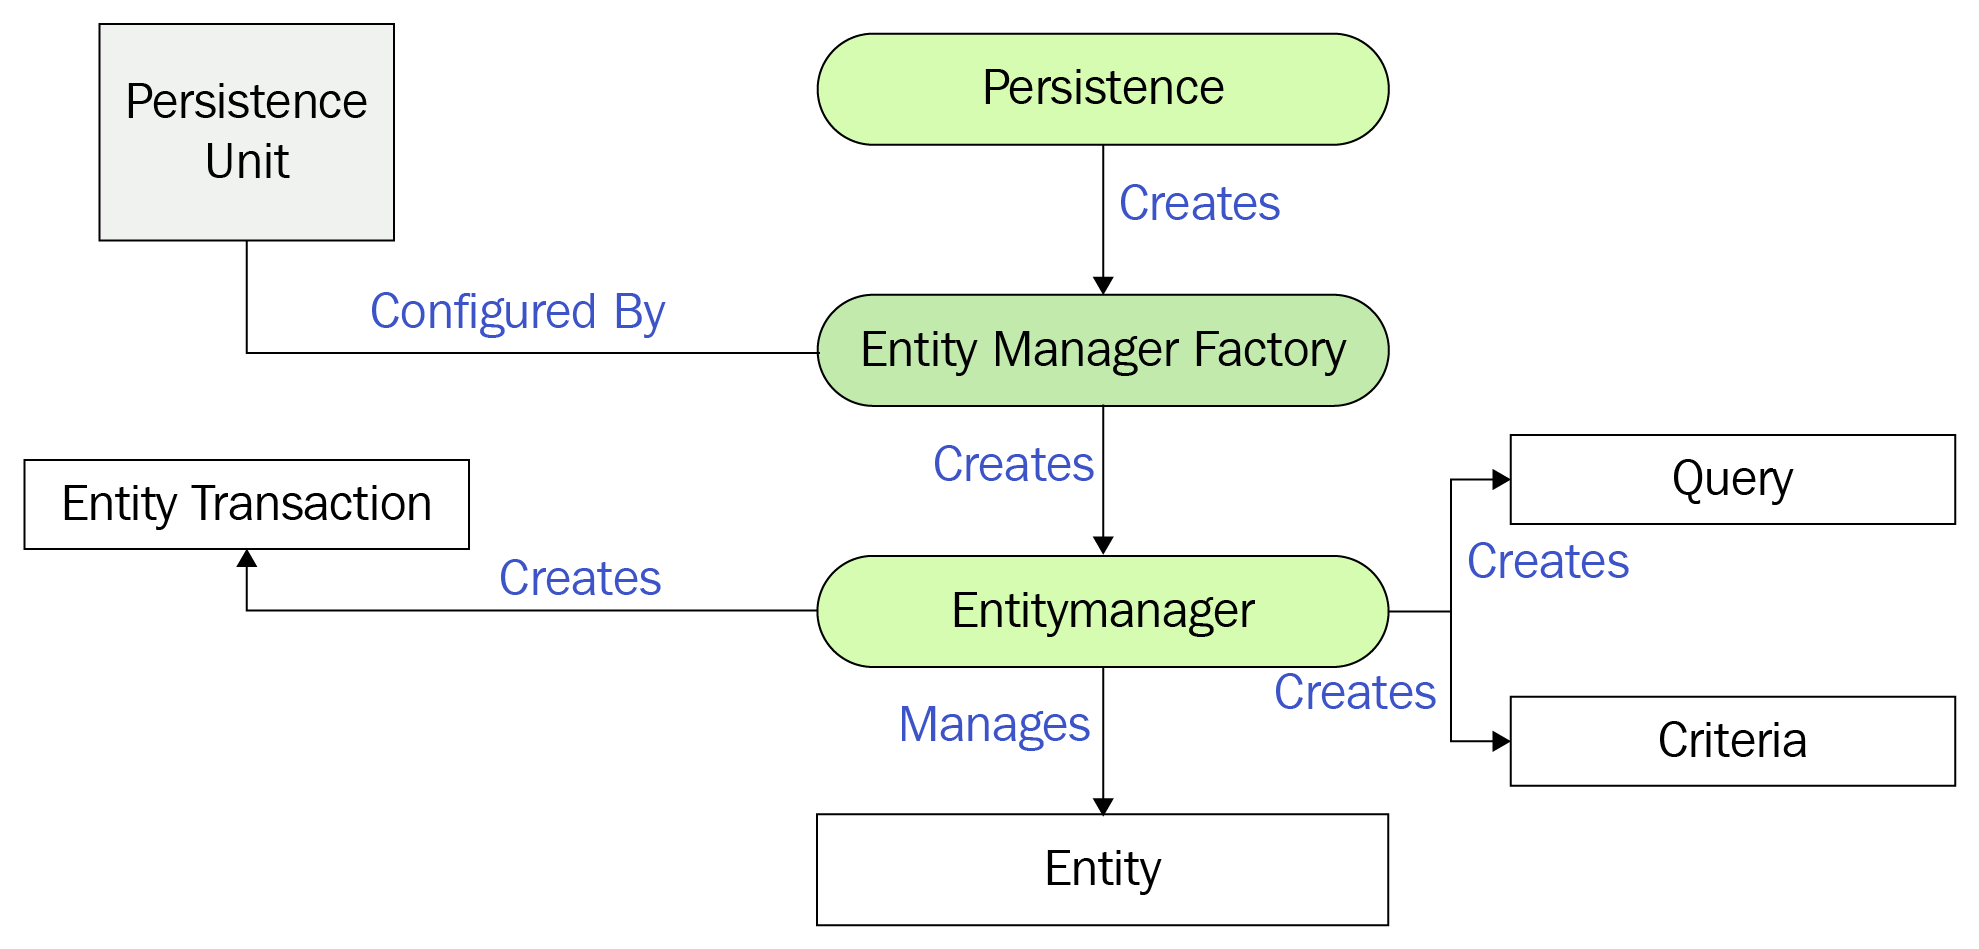 Persistence
Unit
Persistence
Creates
Configured By
Entity Manager Factory
Creates
Entity Transaction
Query
Creates
Creates
Entitymanager
Manages
Creates
Criteria
Entity